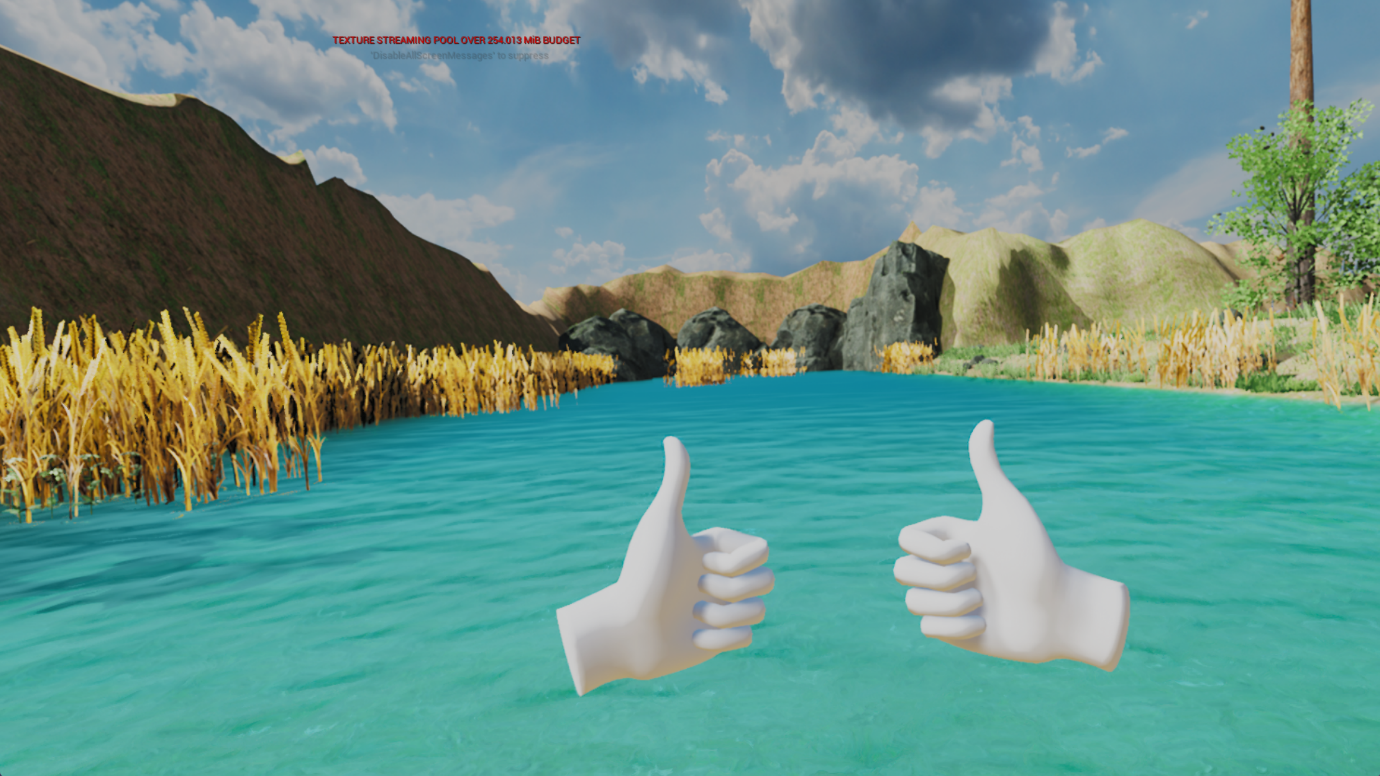 TEXTURE STREAMING POOL OVER 254.013 MiB BUDGET
'DisableAllScreenMessages' to suppress